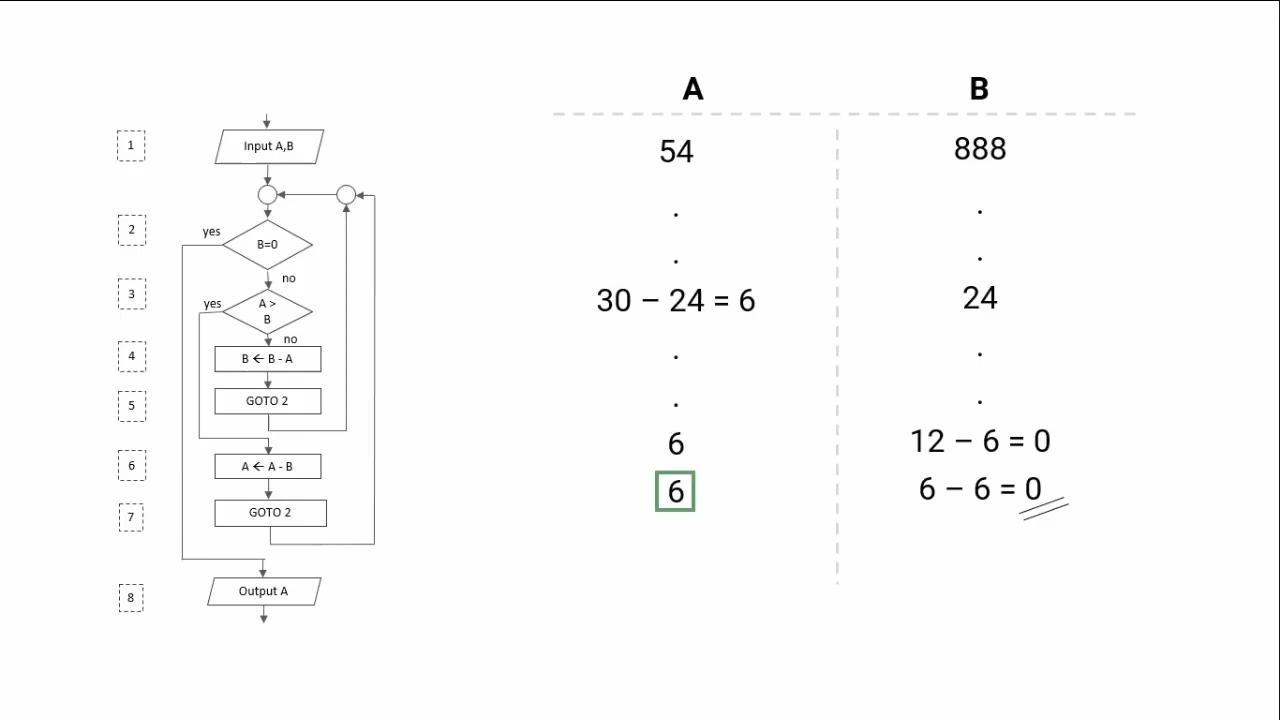 1
Input A,B
2
yes
B=0
no
3
yes
A >
B
no
4
B ← B - A
5
GOTO 2
6
A ← A - B
7
GOTO 2
8
Output A
A B
54 888
. .
. .
30 – 24 = 6 24
. .
. .
6 12 – 6 = 0
6 6 – 6 = 0